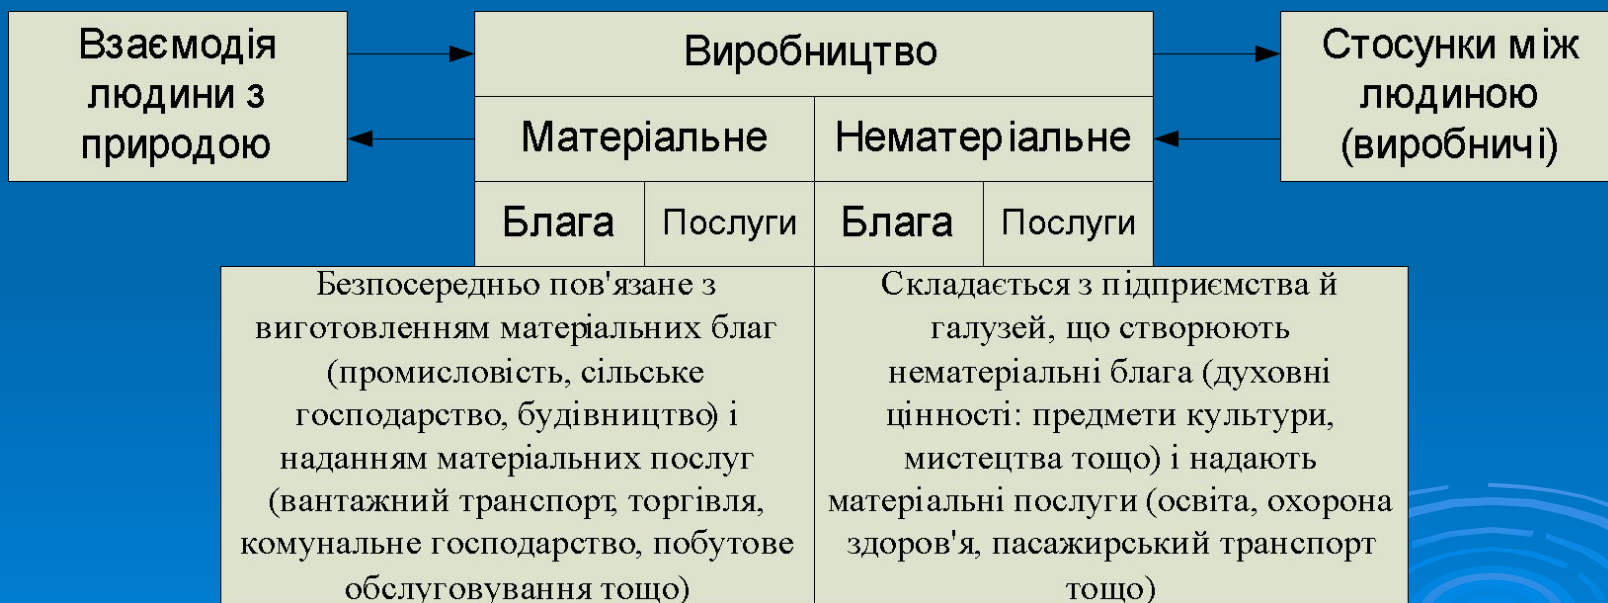 Взаємодія
людини з
природою
Виробництво
Матеріальне
Нематеріальне
Блага
Послуги
Блага
Послуги
Стосунки між
людиною
(виробничі)
Безпосередньо пов'язане з
виготовленням матеріальних благ
(промисловість, сільське
господарство, будівництво) і
наданням матеріальних послуг
(вантажний транспорт, торгівля,
комунальне господарство, побутове
обслуговування тощо)
Складається з підприємства й
галузей, що створюють
нематеріальні блага (духовні
цінності: предмети культури,
мистецтва тощо) і надають
матеріальні послуги (освіта, охорона
здоров'я, пасажирський транспорт
тощо)